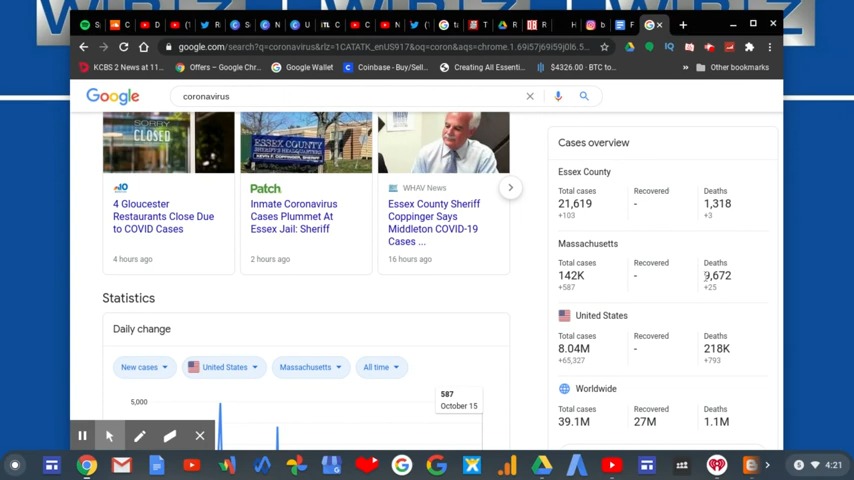 google.com/search?q=coronavirus&rlz=1CATATK_enUS917&oq=coron&aqs=chrome.1.69i57j69i59j0l6.5...
KCBS 2 News at 11...
Offers – Google Chr...
Google Wallet
Coinbase - Buy/Sell...
Creating All Essenti...
$4326.00 · BTC to...
»
Other bookmarks
Google
coronavirus
SORRY
CLOSED
ESSEX COUNTY
Patch
WHAV News
4 Gloucester
Restaurants Close Due
to COVID Cases
4 hours ago
Inmate Coronavirus
Cases Plummet At
Essex Jail: Sheriff
2 hours ago
Essex County Sheriff
Coppinger Says
Middleton COVID-19
Cases ...
16 hours ago
Statistics
Daily change
New cases
United States
Massachusetts
All time
587
October 15
5,000
Cases overview
Essex County
Total cases
Recovered
Deaths
21,619
-
1,318
+103
+3
Massachusetts
Total cases
Recovered
Deaths
142K
-
9,672
+587
+25
United States
Total cases
Recovered
Deaths
8.04M
-
218K
+65,327
+793
Worldwide
Total cases
Recovered
Deaths
39.1M
27M
1.1M
4:21